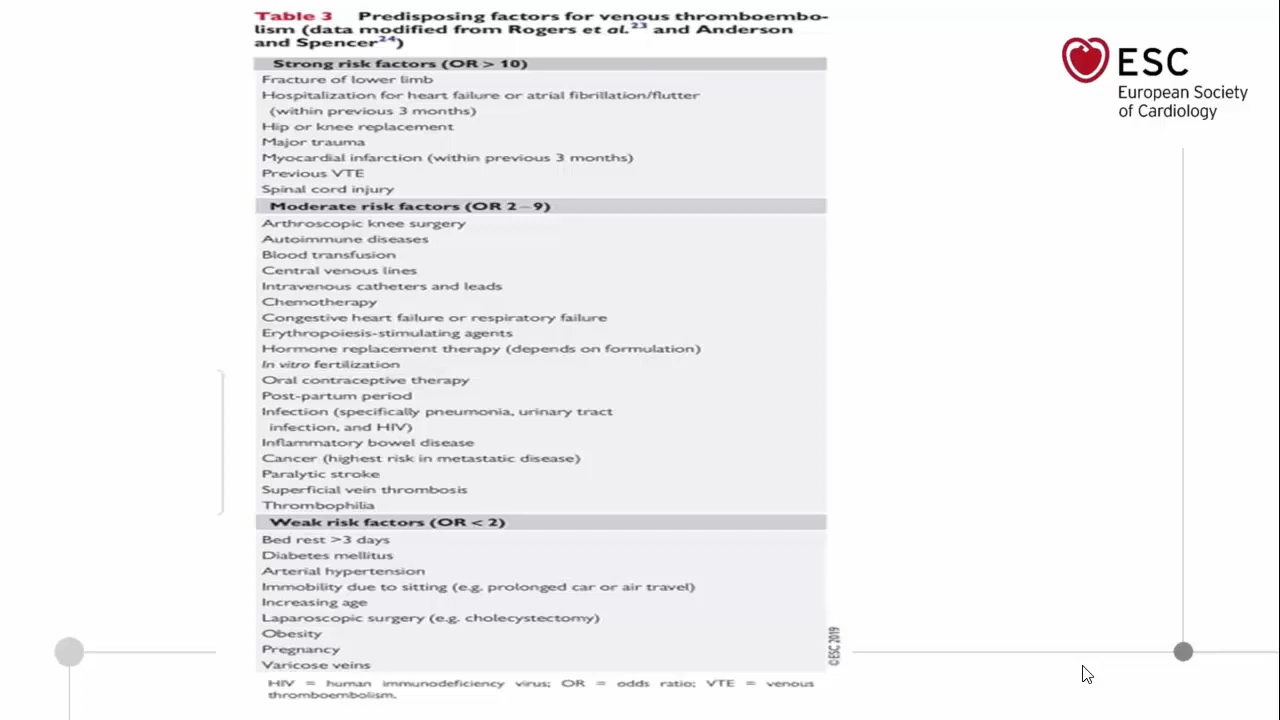 Table 3 Predisposing factors for venous thromboembo-
lism (data modified from Rogers et al.23 and Anderson
and Spencer24)
Strong risk factors (OR > 10)
Fracture of lower limb
Hospitalization for heart failure or atrial fibrillation/flutter
(within previous 3 months)
Hip or knee replacement
Major trauma
Myocardial infarction (within previous 3 months)
Previous VTE
Spinal cord injury
Moderate risk factors (OR 2–9)
Arthroscopic knee surgery
Autoimmune diseases
Blood transfusion
Central venous lines
Intravenous catheters and leads
Chemotherapy
Congestive heart failure or respiratory failure
Erythropoiesis-stimulating agents
Hormone replacement therapy (depends on formulation)
In vitro fertilization
Oral contraceptive therapy
Post-partum period
Infection (specifically pneumonia, urinary tract
infection, and HIV)
Inflammatory bowel disease
Cancer (highest risk in metastatic disease)
Paralytic stroke
Superficial vein thrombosis
Thrombophilia
Weak risk factors (OR < 2)
Bed rest >3 days
Diabetes mellitus
Arterial hypertension
Immobility due to sitting (e.g. prolonged car or air travel)
Increasing age
Laparoscopic surgery (e.g. cholecystectomy)
Obesity
Pregnancy
Varicose veins
HIV = human immunodeficiency virus; OR = odds ratio; VTE = venous
thromboembolism.
©ESC 2019
ESC
European Society
of Cardiology